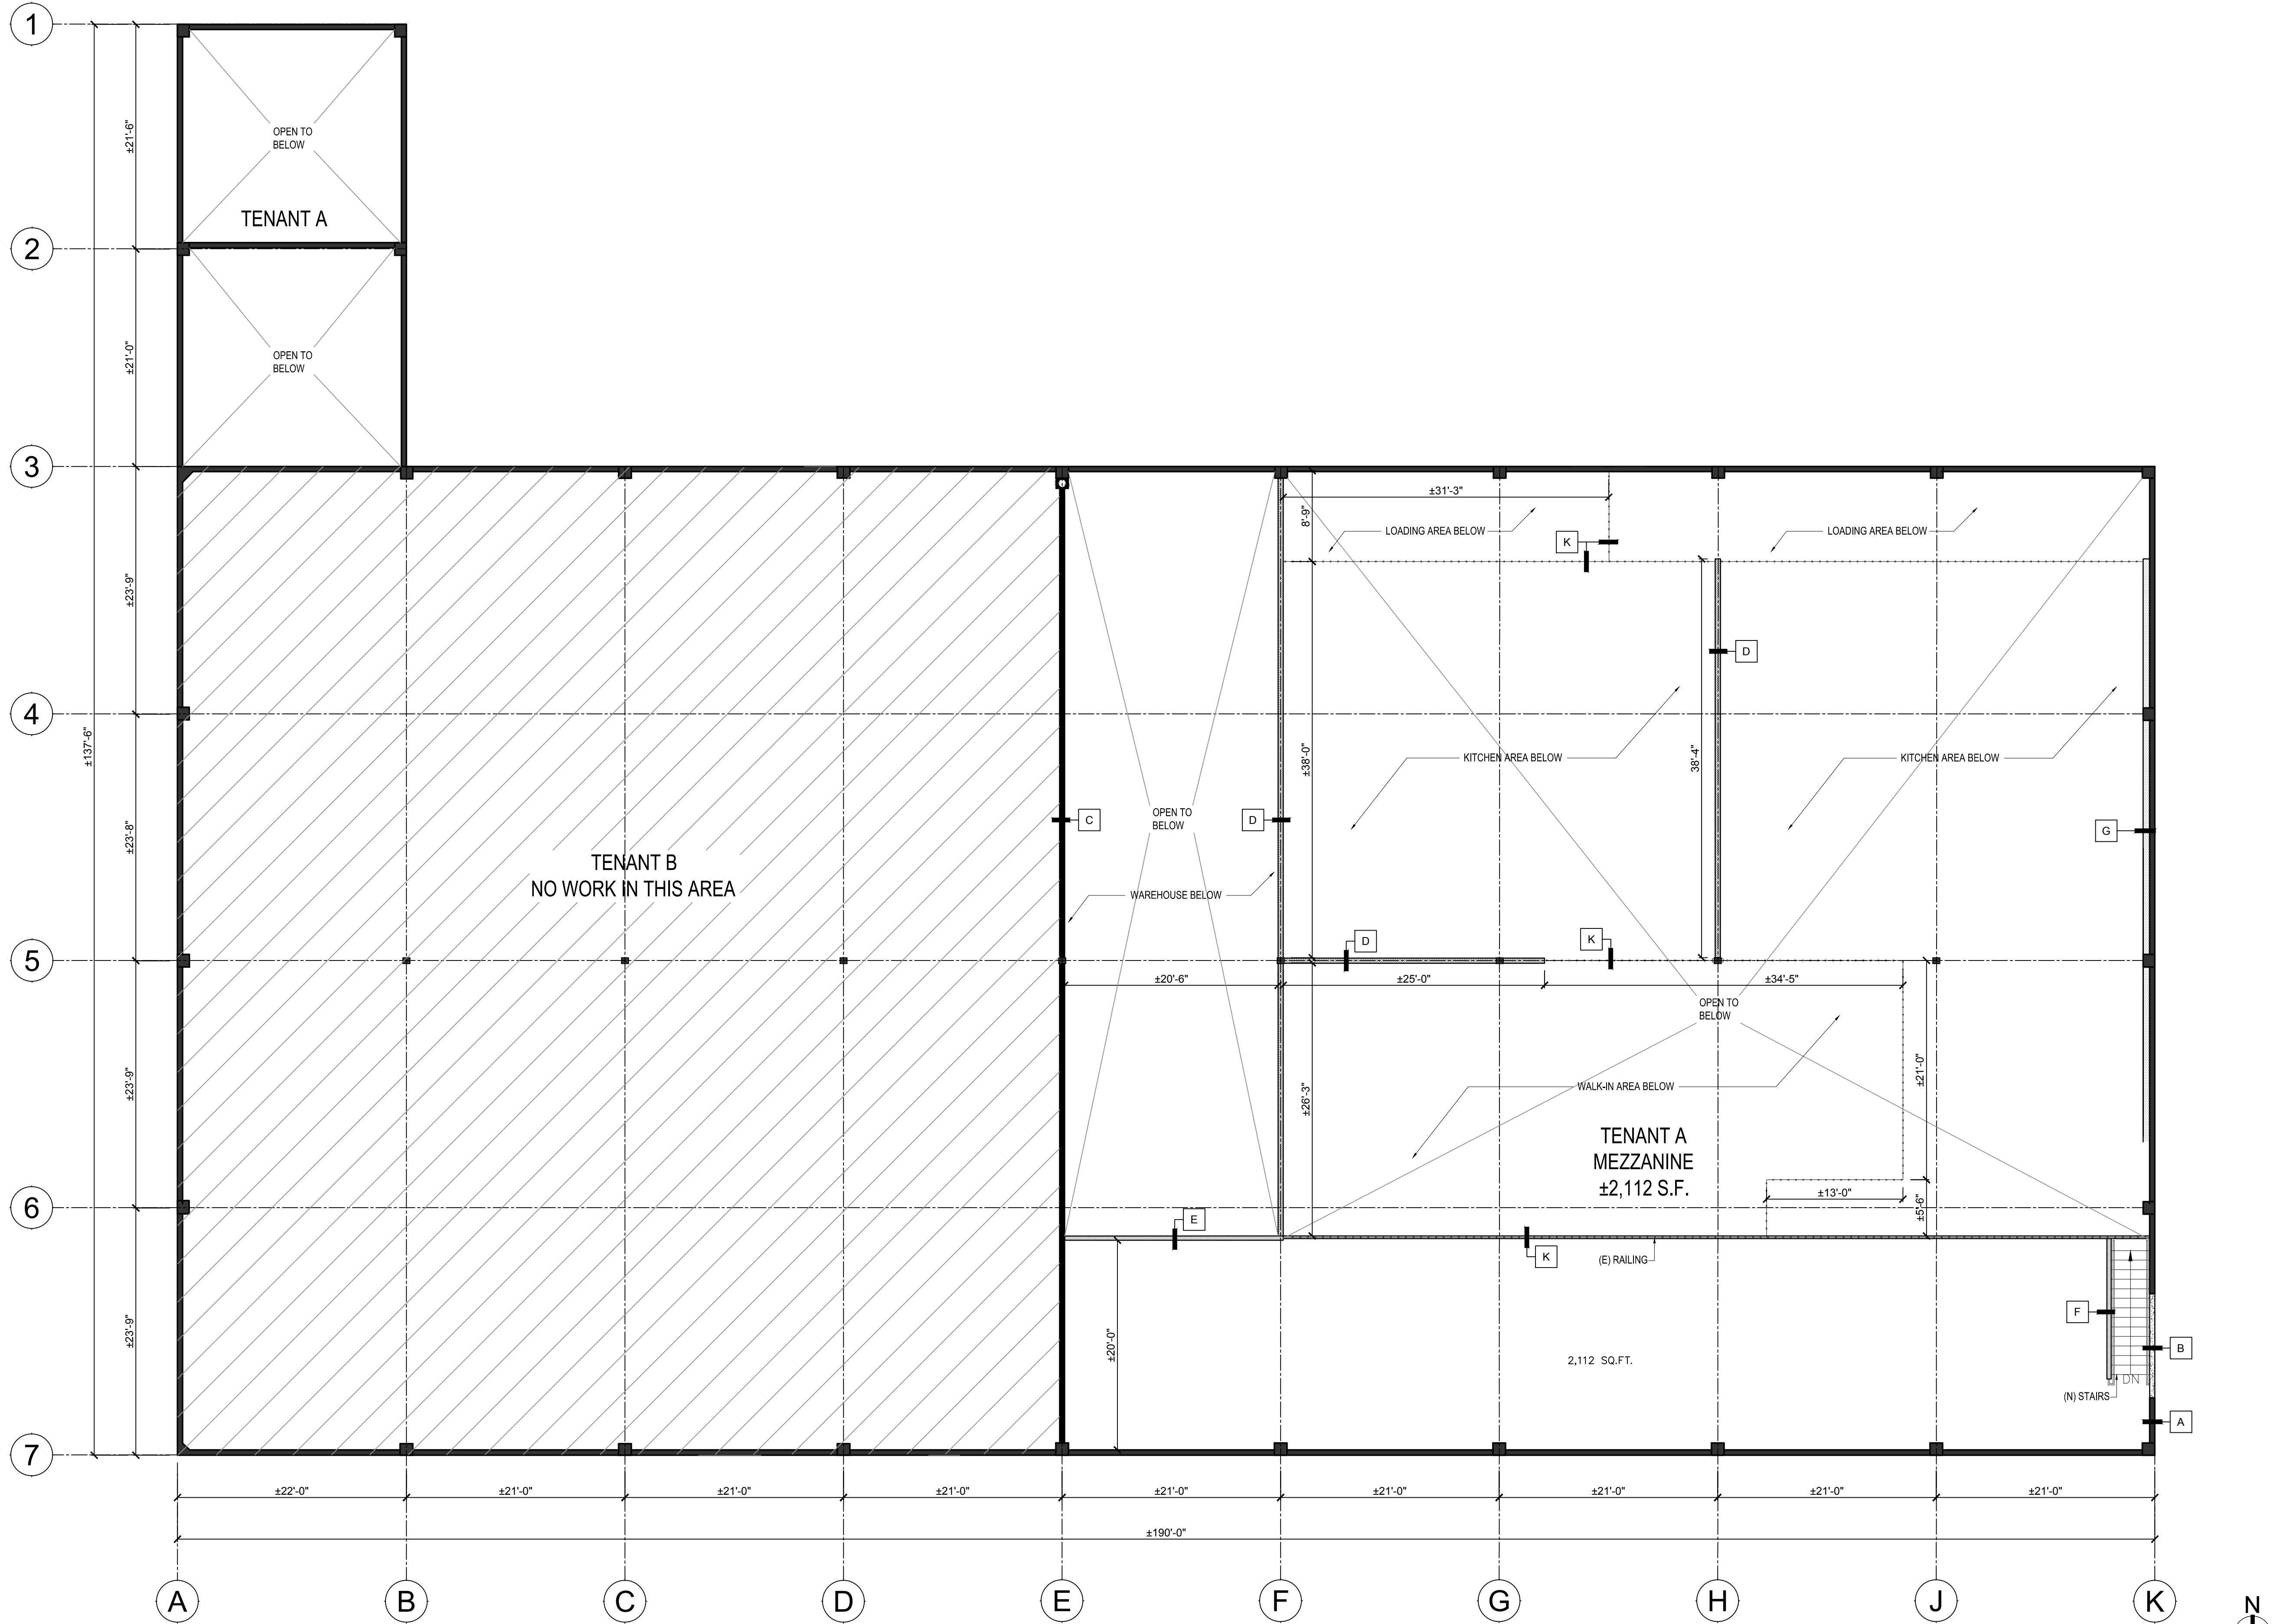 1
±21'-6"
OPEN TO
BELOW
TENANT A
2
±21'-0"
OPEN TO
BELOW
3
±31'-3"
8'-9"
LOADING AREA BELOW
LOADING AREA BELOW
K
±23'-9"
D
4
±137'-6"
±38'-0"
38'-4"
KITCHEN AREA BELOW
KITCHEN AREA BELOW
OPEN TO
BELOW
C
D
G
±23'-8"
TENANT B
NO WORK IN THIS AREA
WAREHOUSE BELOW
D
K
5
±20'-6"
±25'-0"
±34'-5"
OPEN TO
BELOW
±23'-9"
±26'-3"
±21'-0"
WALK-IN AREA BELOW
TENANT A
MEZZANINE
±2,112 S.F.
±13'-0"
±5'-6"
6
E
K
(E) RAILING
F
±23'-9"
±20'-0"
B
2,112 SQ.FT.
DN
(N) STAIRS
A
7
±22'-0"
±21'-0"
±21'-0"
±21'-0"
±21'-0"
±21'-0"
±21'-0"
±21'-0"
±21'-0"
±190'-0"
A
B
C
D
E
F
G
H
J
K
N